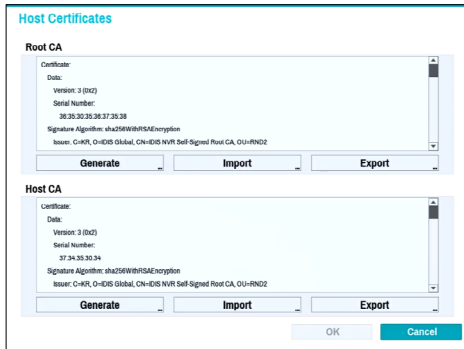 Host Certificates
Root CA
Certificate:
Data:
Version: 3 (0x2)
Serial Number:
36:35:30:35:36:37:35:38
Signature Algorithm: sha256WithRSAEncryption
Issuer: C=KR, O=IDIS Global, CN=IDIS NVR Self-Signed Root CA, OU=RND2
Generate ... Import ... Export ...
Host CA
Certificate:
Data:
Version: 3 (0x2)
Serial Number:
37:34:35:30:34
Signature Algorithm: sha256WithRSAEncryption
Issuer: C=KR, O=IDIS Global, CN=IDIS NVR Self-Signed Root CA, OU=RND2
Generate ... Import ... Export ...
OK Cancel